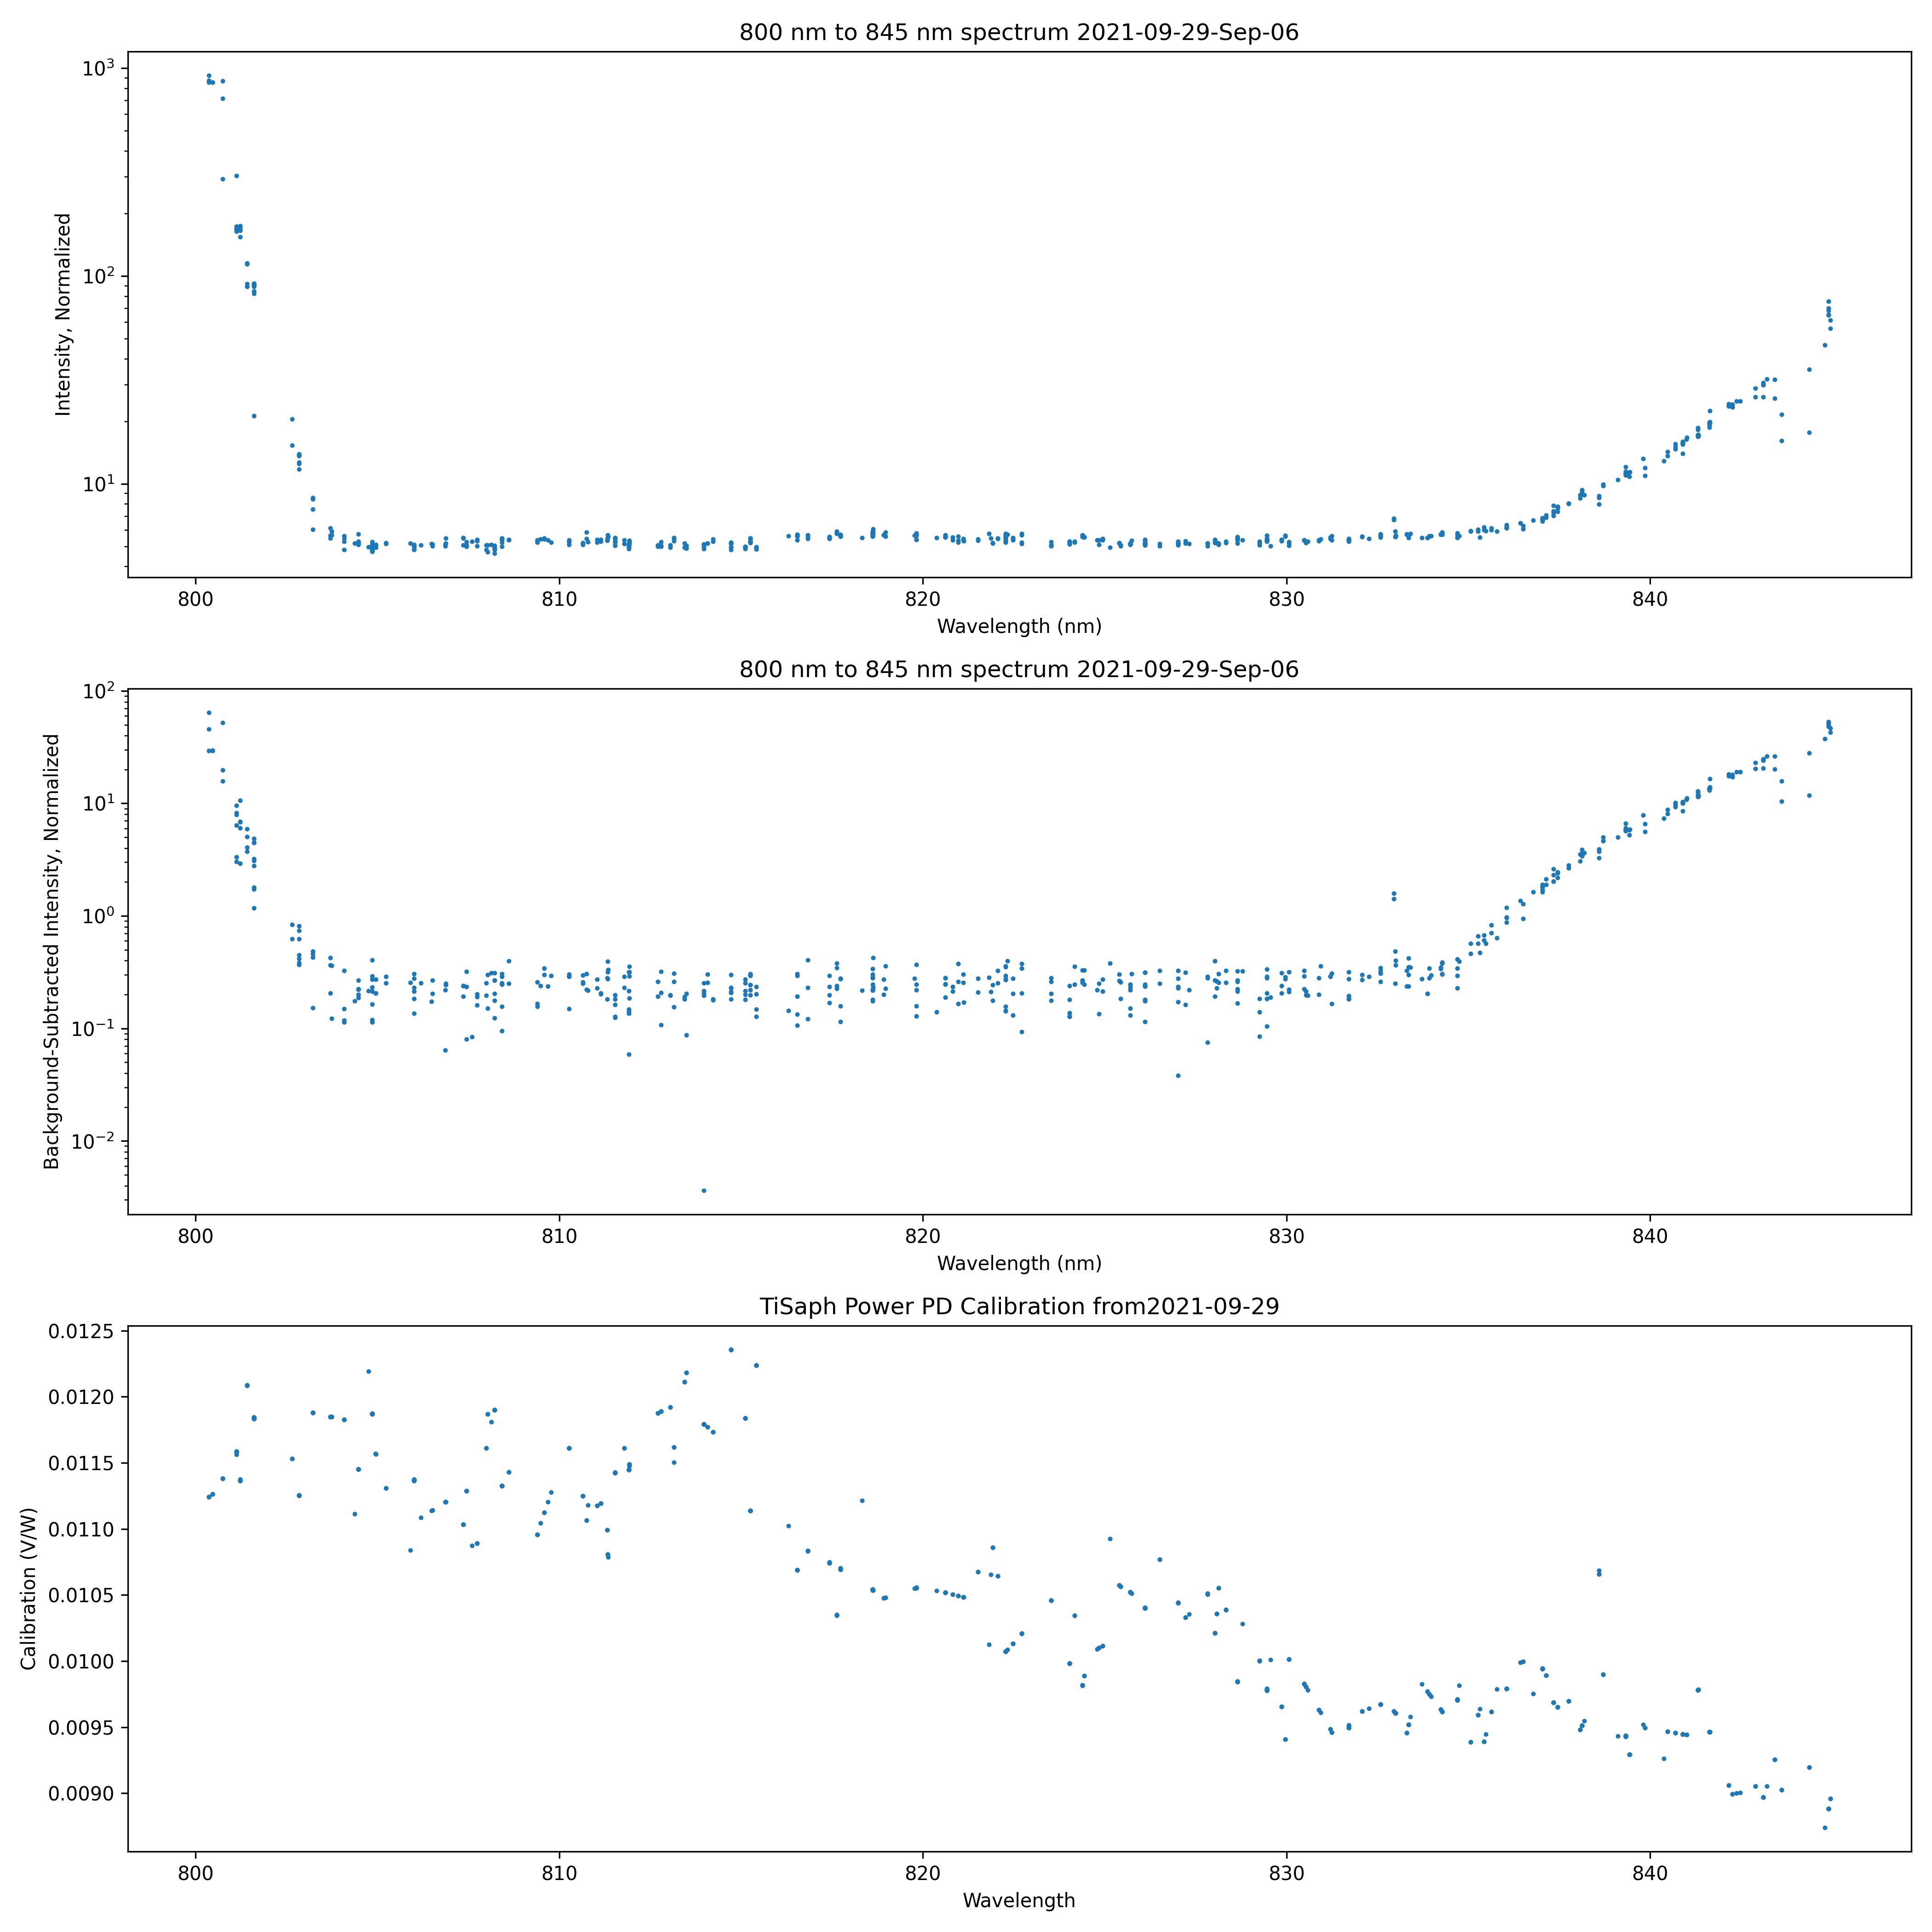 800 nm to 845 nm spectrum 2021-09-29-Sep-06
Intensity, Normalized
10³
10²
10¹
800 810 820 830 840
Wavelength (nm)
800 nm to 845 nm spectrum 2021-09-29-Sep-06
Background-Subtracted Intensity, Normalized
10²
10¹
10⁰
10⁻¹
10⁻²
800 810 820 830 840
Wavelength (nm)
TiSaph Power PD Calibration from2021-09-29
Calibration (V/W)
0.0125
0.0120
0.0115
0.0110
0.0105
0.0100
0.0095
0.0090
800 810 820 830 840
Wavelength